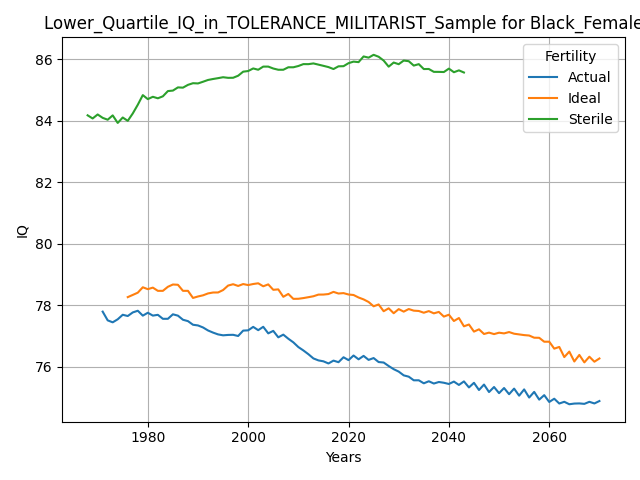 Lower_Quartile_IQ_in_TOLERANCE_MILITARIST_Sample for Black_Female
Fertility
Actual
Ideal
Sterile
86
84
82
80
78
76
IQ
1980
2000
2020
2040
2060
Years